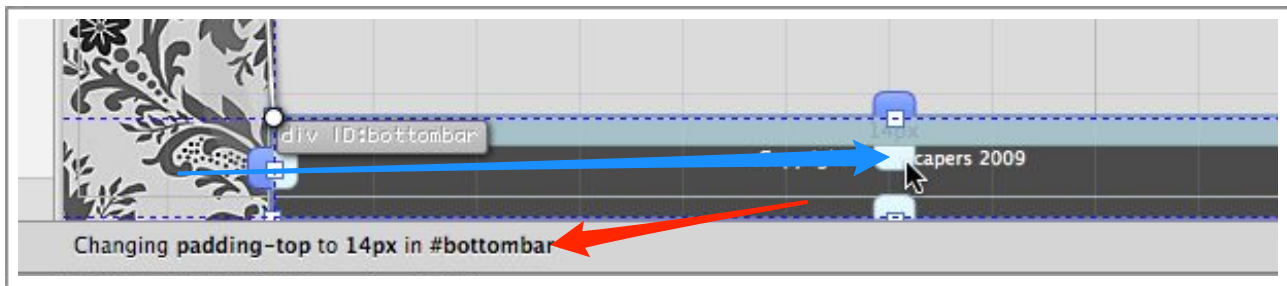 div ID:bottombar
14px
capers 2009
Changing padding-top to 14px in #bottombar